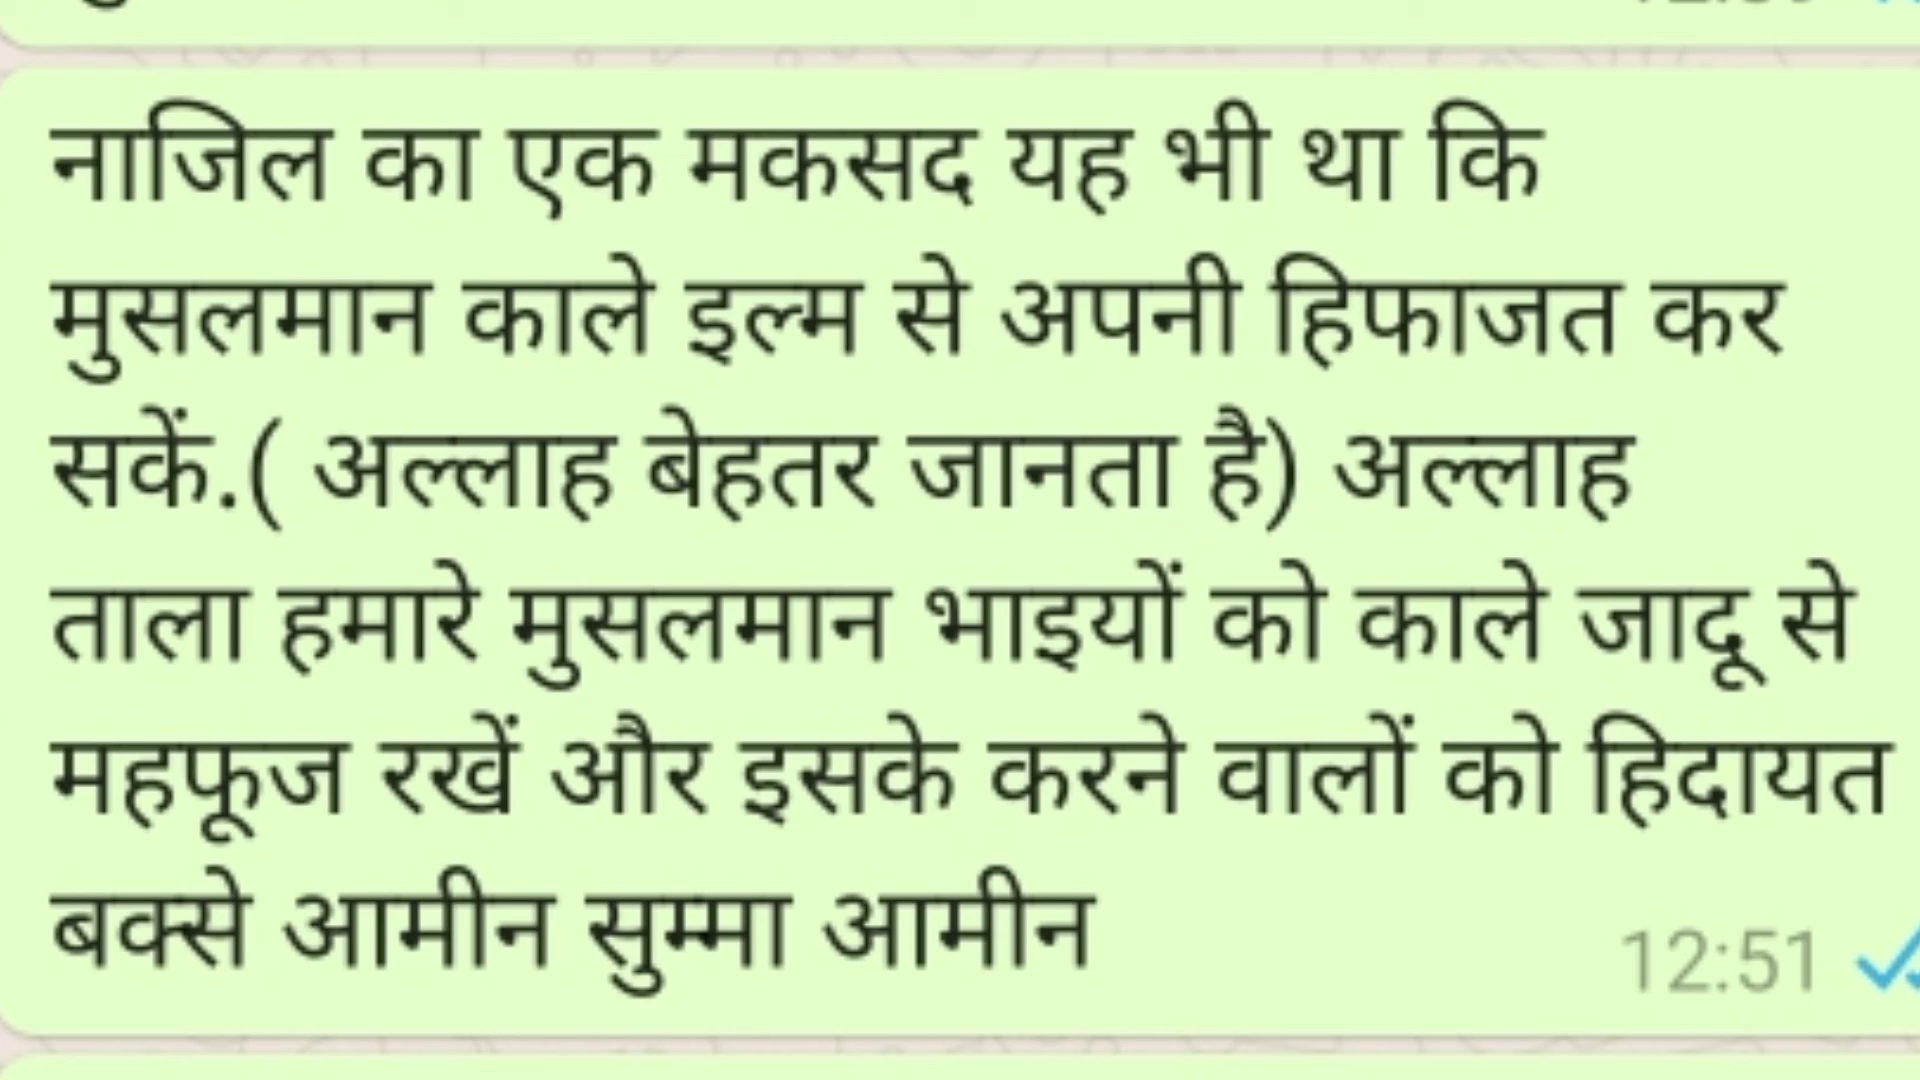 नाजिल का एक मकसद यह भी था कि
मुसलमान काले इल्म से अपनी हिफाजत कर
सकें.( अल्लाह बेहतर जानता है) अल्लाह
ताला हमारे मुसलमान भाइयों को काले जादू से
महफूज रखें और इसके करने वालों को हिदायत
बक्से आमीन सुम्मा आमीन
12:51